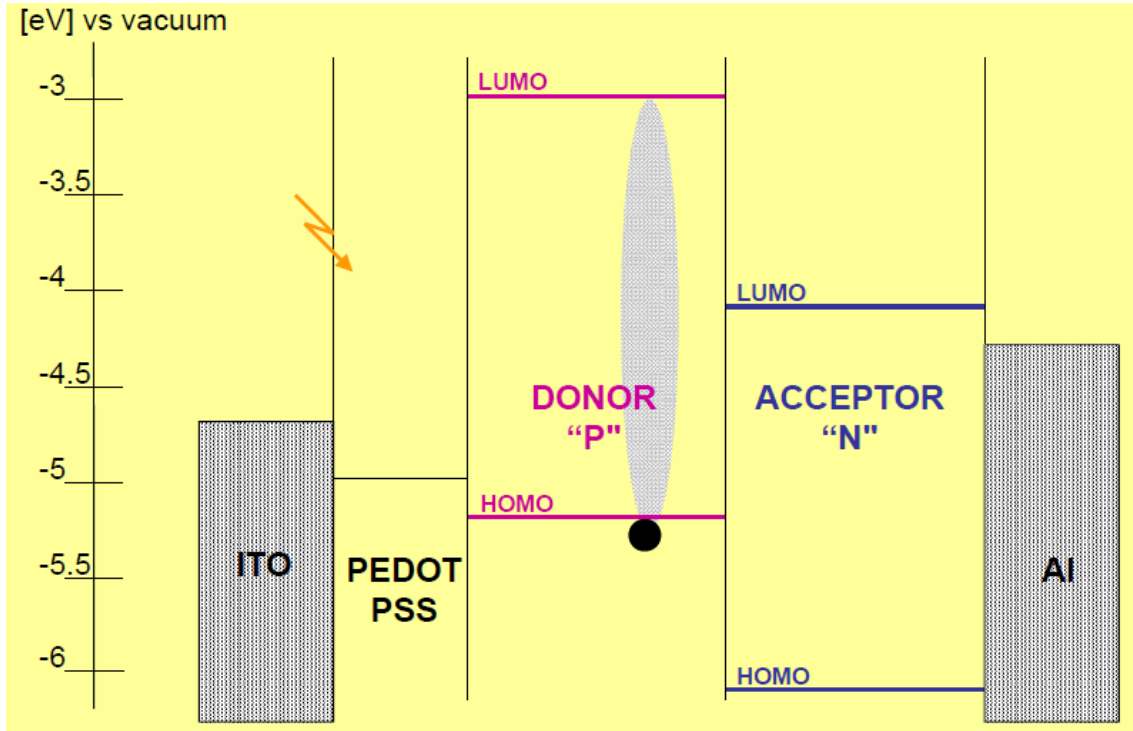 [eV] vs vacuum
-3
-3.5
-4
-4.5
-5
-5.5
-6
ITO
PEDOT
PSS
LUMO
DONOR
“P"
HOMO
LUMO
ACCEPTOR
“N"
HOMO
Al